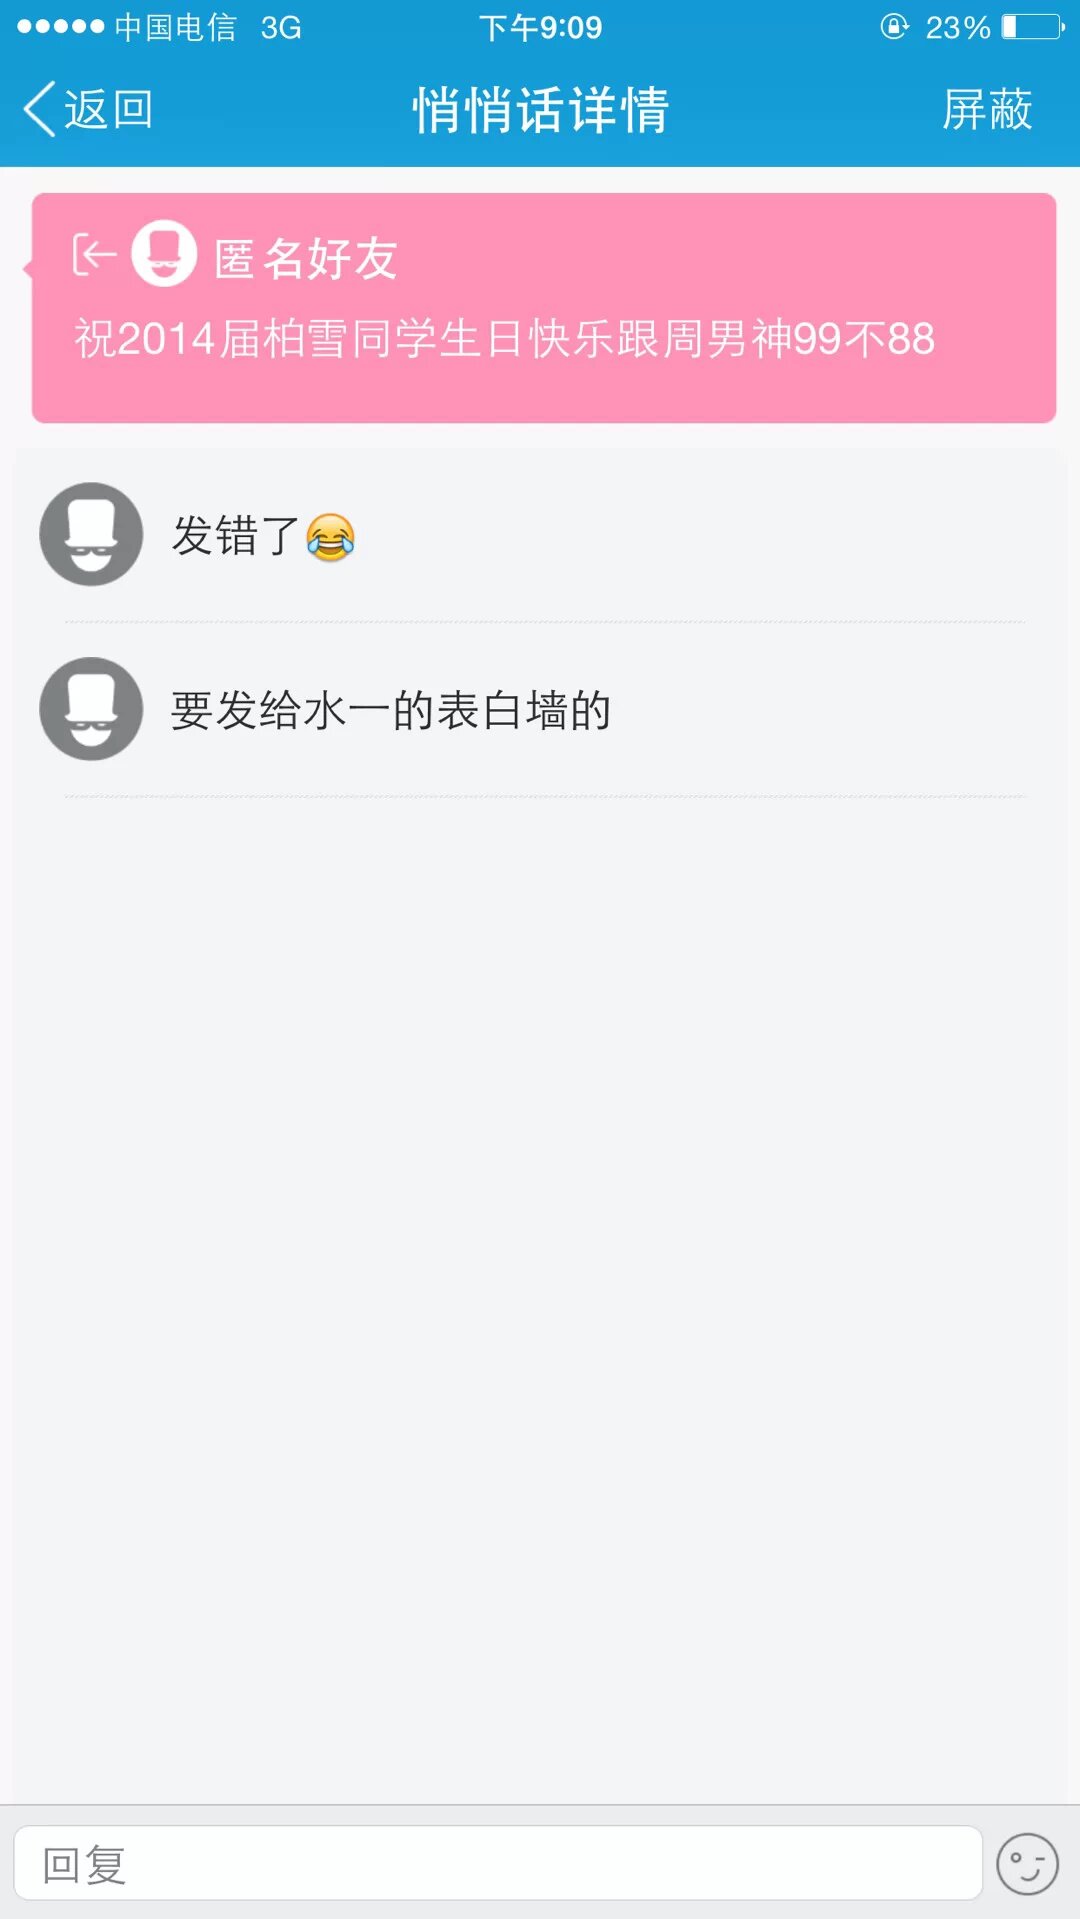 中国电信 3G 下午9:09 23%
返回 悄悄话详情 屏蔽
匿名好友
祝2014届柏雪同学生日快乐跟周男神99不88
发错了😂
要发给水一的表白墙的
回复